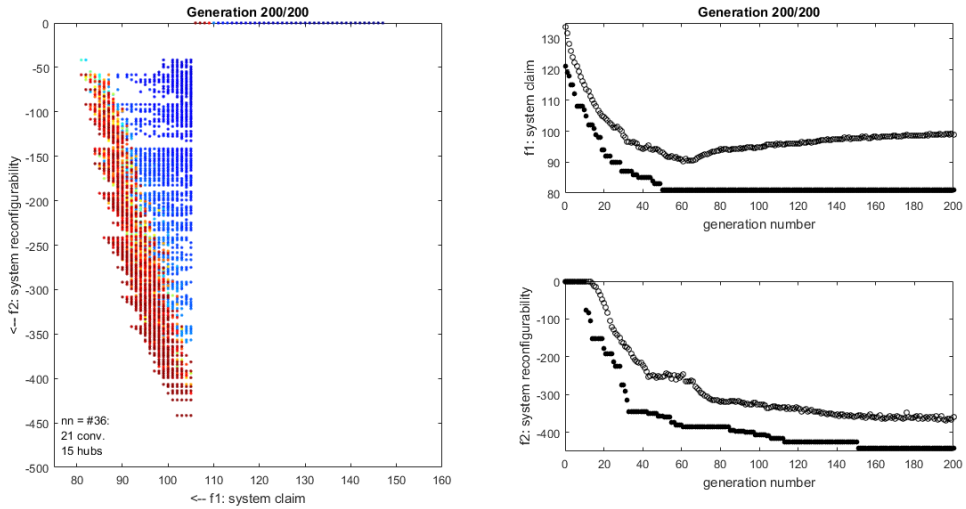 Generation 200/200
0
-50
-100
-150
-200
-250
-300
-350
-400
-450
-500
<-- f2: system reconfigurability
nn = #36:
21 conv.
15 hubs
80 90 100 110 120 130 140 150 160
<-- f1: system claim
Generation 200/200
130
120
110
100
90
80
f1: system claim
0 20 40 60 80 100 120 140 160 180 200
generation number
0
-100
-200
-300
-400
f2: system reconfigurability
0 20 40 60 80 100 120 140 160 180 200
generation number